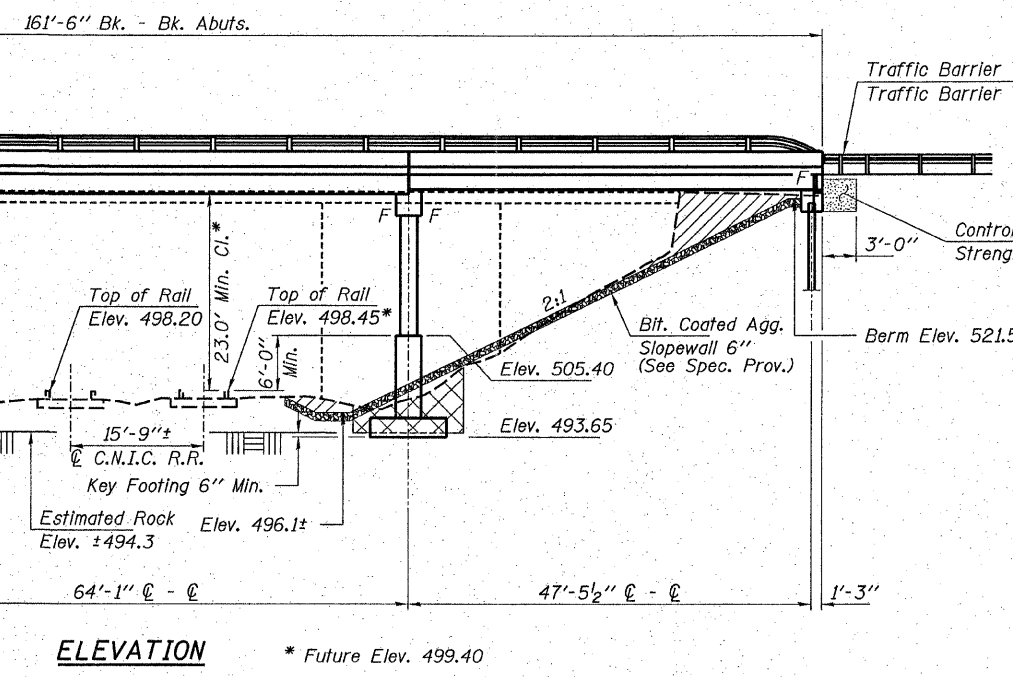 161'-6" Bk. - Bk. Abuts.
Traffic Barrier
Traffic Barrier
F
F
F
23.0' Min. Cl.*
3'-0"
Top of Rail
Elev. 498.20
Top of Rail
Elev. 498.45*
6'-0"
Min.
2:1
Bit. Coated Agg.
Slopewall 6"
(See Spec. Prov.)
Berm Elev. 521.5
Elev. 505.40
Elev. 493.65
15'-9"±
℄ C.N.I.C. R.R.
Key Footing 6" Min.
Estimated Rock
Elev. ±494.3
Elev. 496.1±
64'-1" ℄ - ℄
47'-5½" ℄ - ℄
1'-3"
ELEVATION
* Future Elev. 499.40